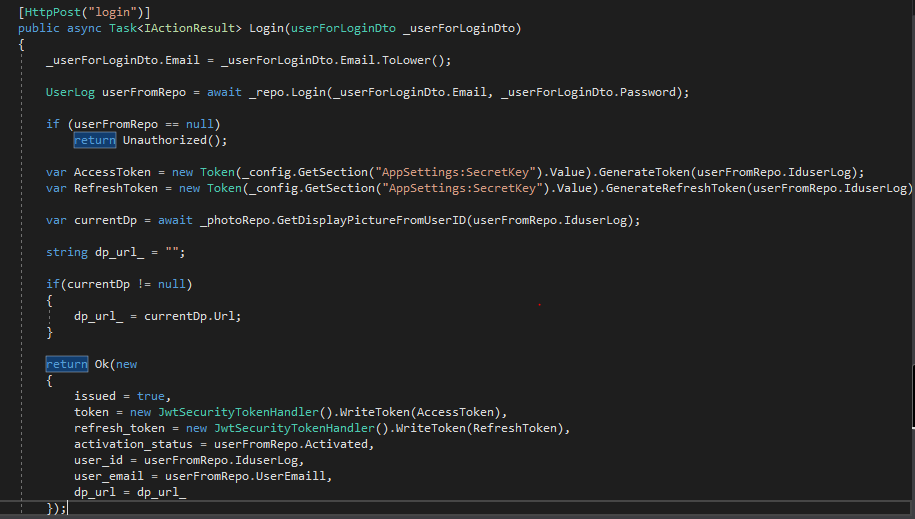 [HttpPost("login")]
public async Task<IActionResult> Login(userForLoginDto _userForLoginDto)
{
_userForLoginDto.Email = _userForLoginDto.Email.ToLower();
UserLog userFromRepo = await _repo.Login(_userForLoginDto.Email, _userForLoginDto.Password);
if (userFromRepo == null)
return Unauthorized();
var AccessToken = new Token(_config.GetSection("AppSettings:SecretKey").Value).GenerateToken(userFromRepo.IduserLog);
var RefreshToken = new Token(_config.GetSection("AppSettings:SecretKey").Value).GenerateRefreshToken(userFromRepo.IduserLog)
var currentDp = await _photoRepo.GetDisplayPictureFromUserID(userFromRepo.IduserLog);
string dp_url_ = "";
if(currentDp != null)
{
dp_url_ = currentDp.Url;
}
return Ok(new
{
issued = true,
token = new JwtSecurityTokenHandler().WriteToken(AccessToken),
refresh_token = new JwtSecurityTokenHandler().WriteToken(RefreshToken),
activation_status = userFromRepo.Activated,
user_id = userFromRepo.IduserLog,
user_email = userFromRepo.UserEmaill,
dp_url = dp_url_
});